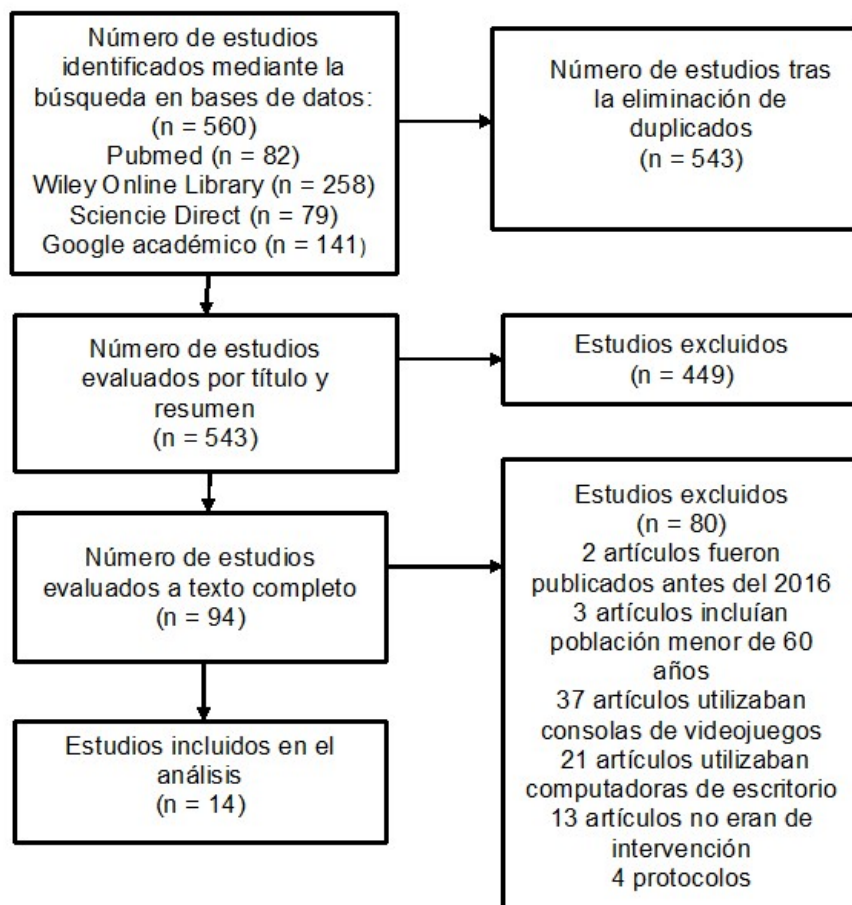 Número de estudios
identificados mediante la
búsqueda en bases de datos:
(n = 560)
Pubmed (n = 82)
Wiley Online Library (n = 258)
Sciencie Direct (n = 79)
Google académico (n = 141)
Número de estudios tras
la eliminación de
duplicados
(n = 543)
Número de estudios
evaluados por título y
resumen
(n = 543)
Estudios excluidos
(n = 449)
Número de estudios
evaluados a texto completo
(n = 94)
Estudios excluidos
(n = 80)
2 artículos fueron
publicados antes del 2016
3 artículos incluían
población menor de 60
años
37 artículos utilizaban
consolas de videojuegos
21 artículos utilizaban
computadoras de escritorio
13 artículos no eran de
intervención
4 protocolos
Estudios incluidos en el
análisis
(n = 14)